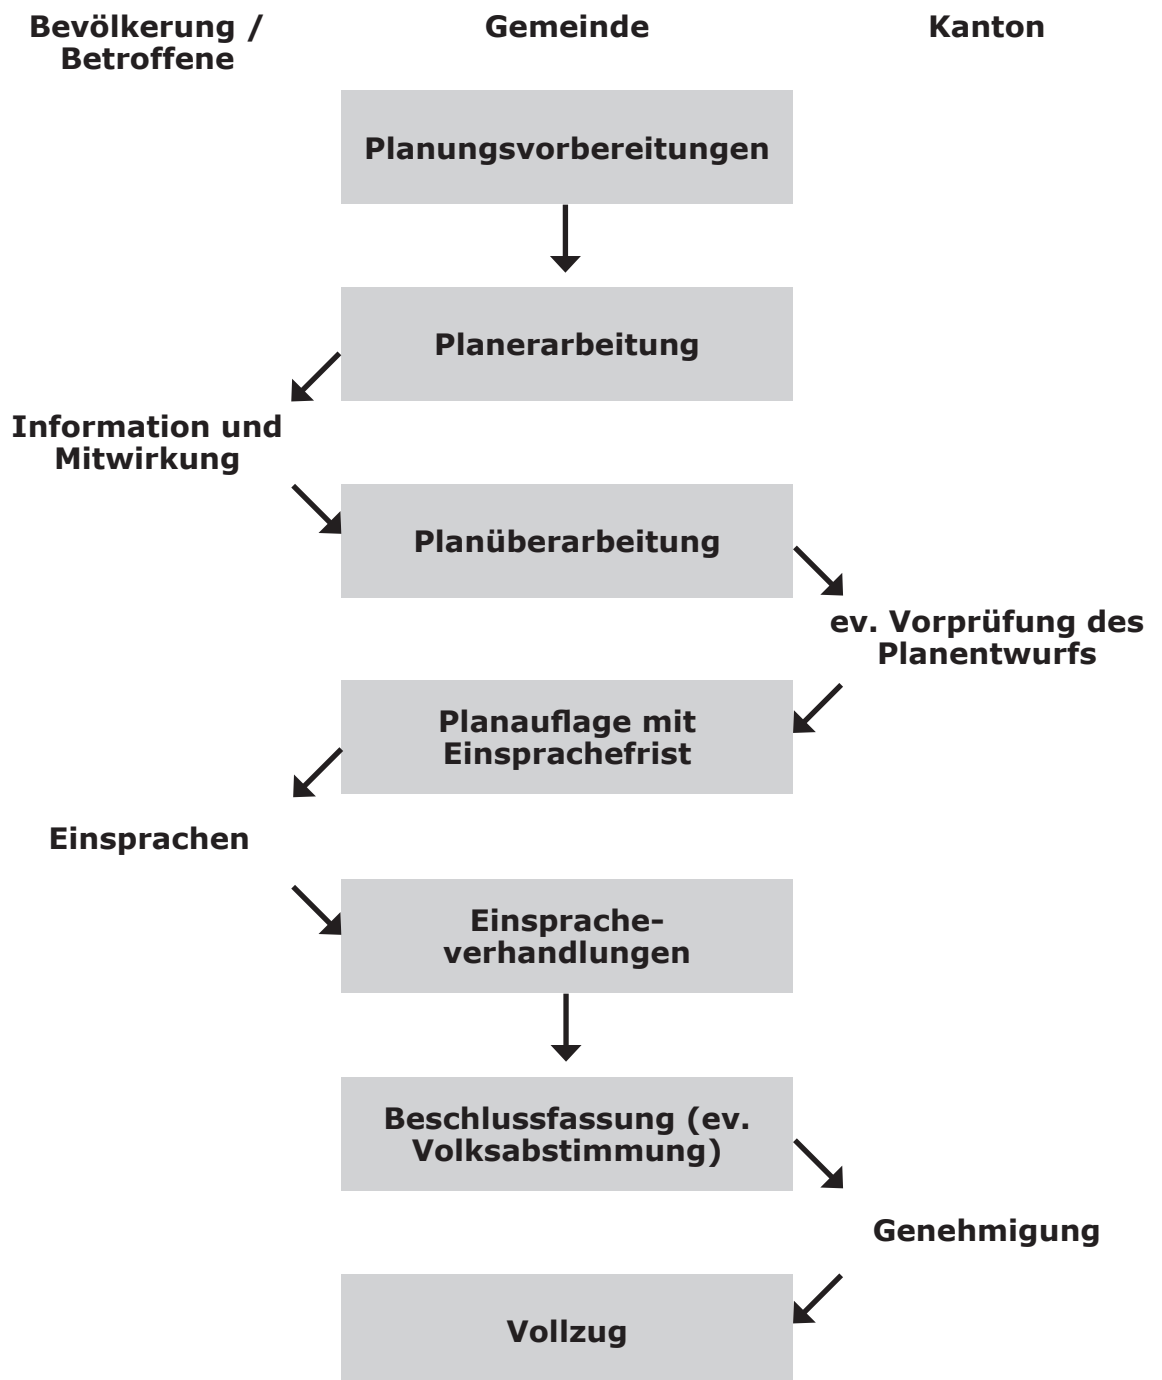 Bevölkerung /
Betroffene
Gemeinde
Kanton
Planungsvorbereitungen
Planerarbeitung
Information und
Mitwirkung
Planüberarbeitung
ev. Vorprüfung des
Planentwurfs
Planauflage mit
Einsprachefrist
Einsprachen
Einsprache-
verhandlungen
Beschlussfassung (ev.
Volksabstimmung)
Genehmigung
Vollzug